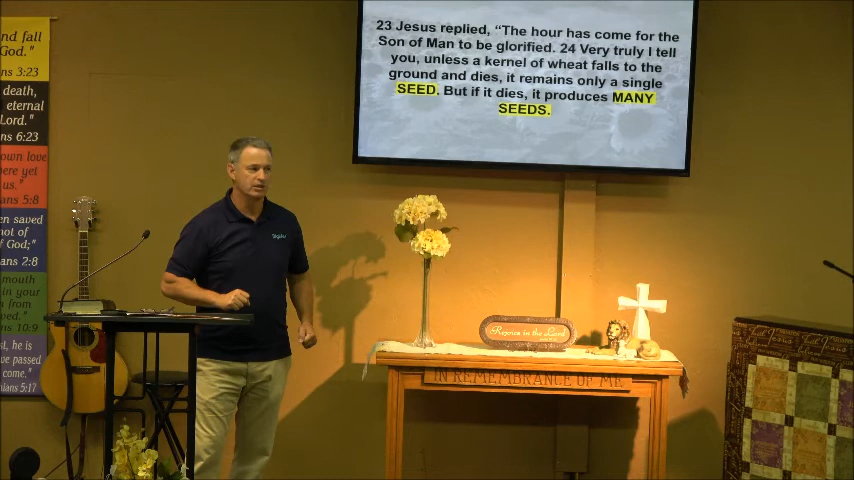 23 Jesus replied, "The hour has come for the
Son of Man to be glorified. 24 Very truly I tell
you, unless a kernel of wheat falls to the
ground and dies, it remains only a single
SEED. But if it dies, it produces MANY
SEEDS.
nd fall
God."
ns 3:23
death,
eternal
Lord."
ns 6:23
own love
ere yet
us."
ans 5:8
en saved
not of
God;"
ans 2:8
mouth
in your
from
ved."
ns 10:9
st, he is
ve passed
come."
hians 5:17
Rejoice in the Lord
IN REMEMBRANCE OF ME